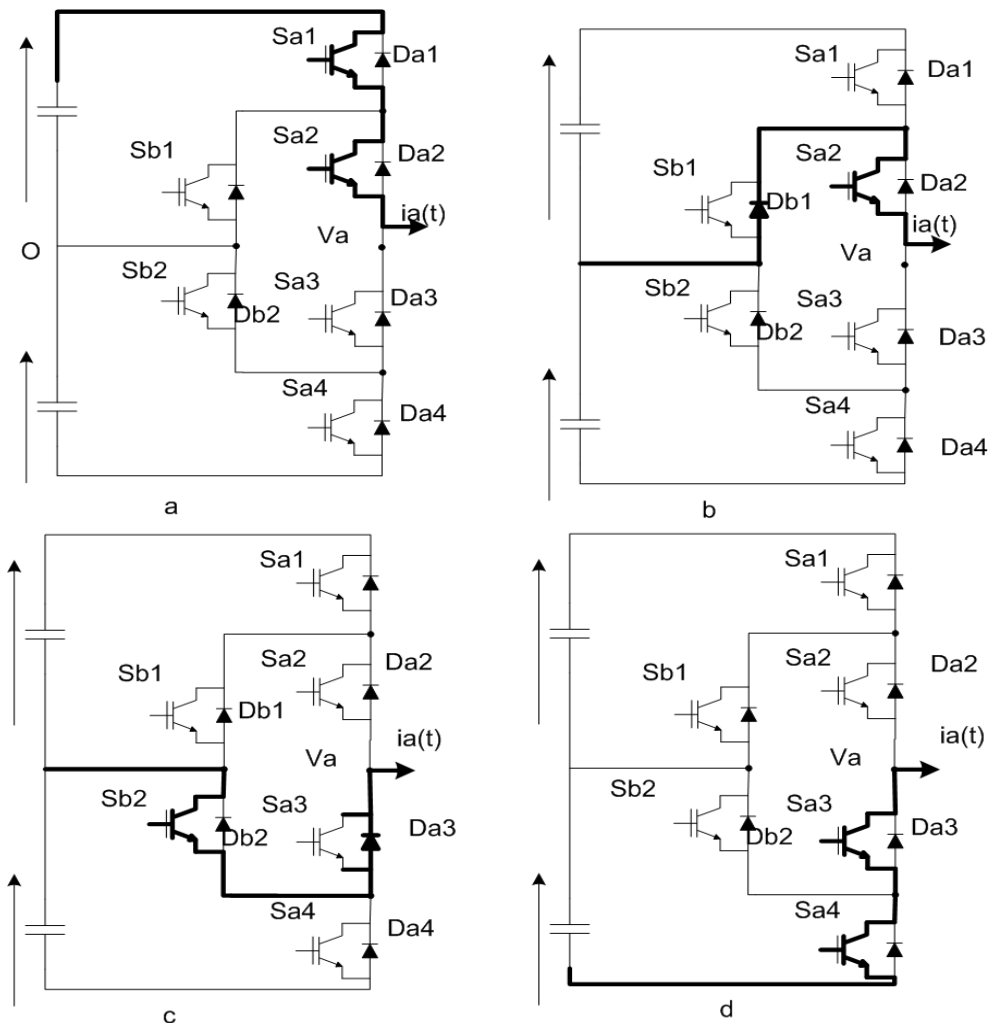 Sa1
Da1
Sb1
Sa2
Da2
ia(t)
Va
O
Sb2
Sa3
Da3
Db2
Sa4
Da4
a
Sa1
Da1
Sb1
Sa2
Da2
Db1
ia(t)
Va
Sb2
Sa3
Db2
Da3
Sa4
Da4
b
Sa1
Sa2
Da2
Sb1
Db1
ia(t)
Va
Sb2
Sa3
Da3
Db2
Sa4
Da4
c
Sa1
Sa2
Da2
Sb1
ia(t)
Va
Sb2
Sa3
Da3
Db2
Sa4
d